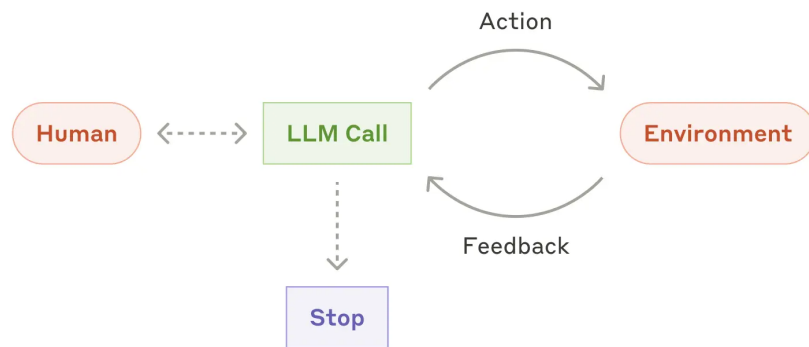 Action
Human
LLM Call
Environment
Feedback
Stop